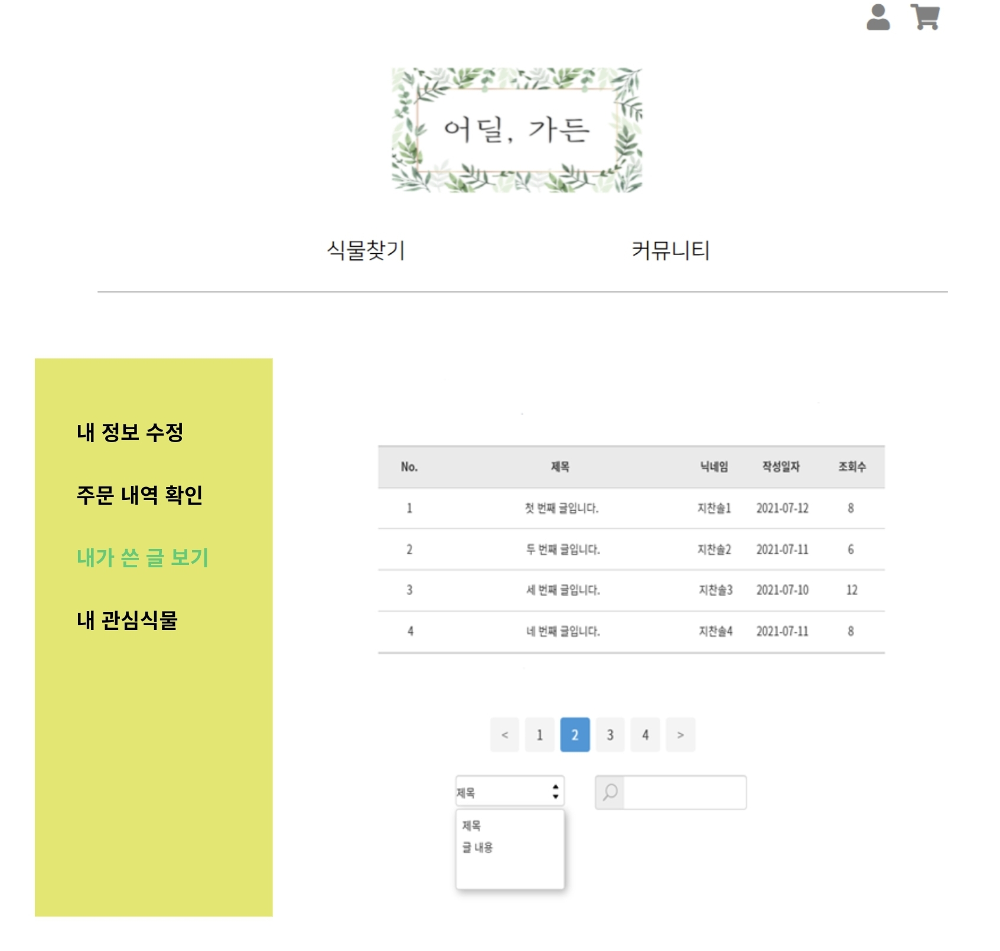 어딜, 가든
식물찾기 커뮤니티
내 정보 수정
주문 내역 확인
내가 쓴 글 보기
내 관심식물
No. 제목 닉네임 작성일자 조회수
1 첫 번째 글입니다. 지찬솔1 2021-07-12 8
2 두 번째 글입니다. 지찬솔2 2021-07-11 6
3 세 번째 글입니다. 지찬솔3 2021-07-10 12
4 네 번째 글입니다. 지찬솔4 2021-07-11 8
< 1 2 3 4 >
제목
제목
글 내용